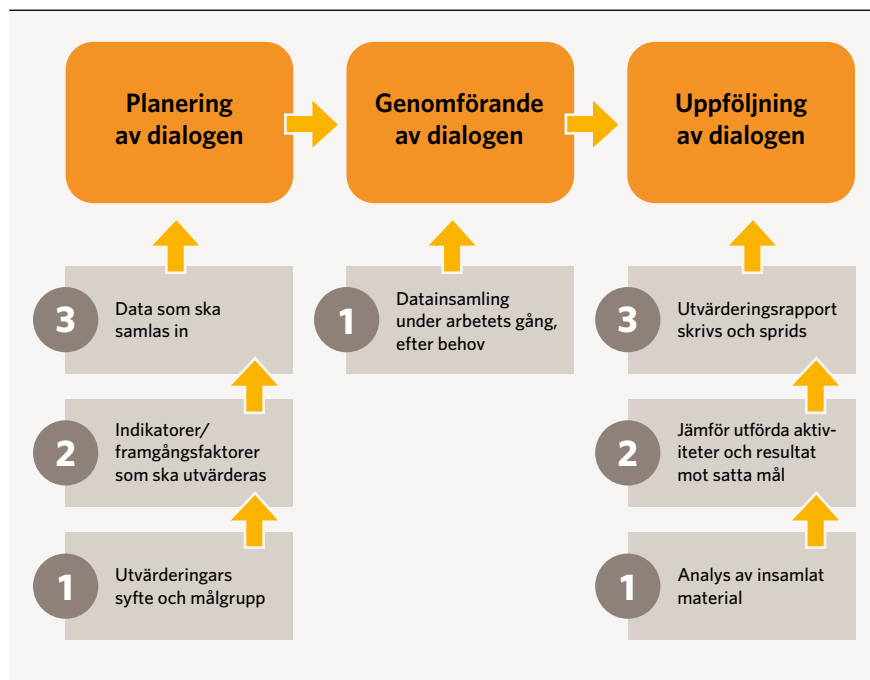 Planering
av dialogen
Genomförande
av dialogen
Uppföljning
av dialogen
3
Data som ska
samlas in
2
Indikatorer/
framgångsfaktorer
som ska utvärderas
1
Utvärderingars
syfte och målgrupp
1
Datainsamling
under arbetets gång,
efter behov
3
Utvärderingsrapport
skrivs och sprids
2
Jämför utförda aktiv-
iteter och resultat
mot satta mål
1
Analys av insamlat
material